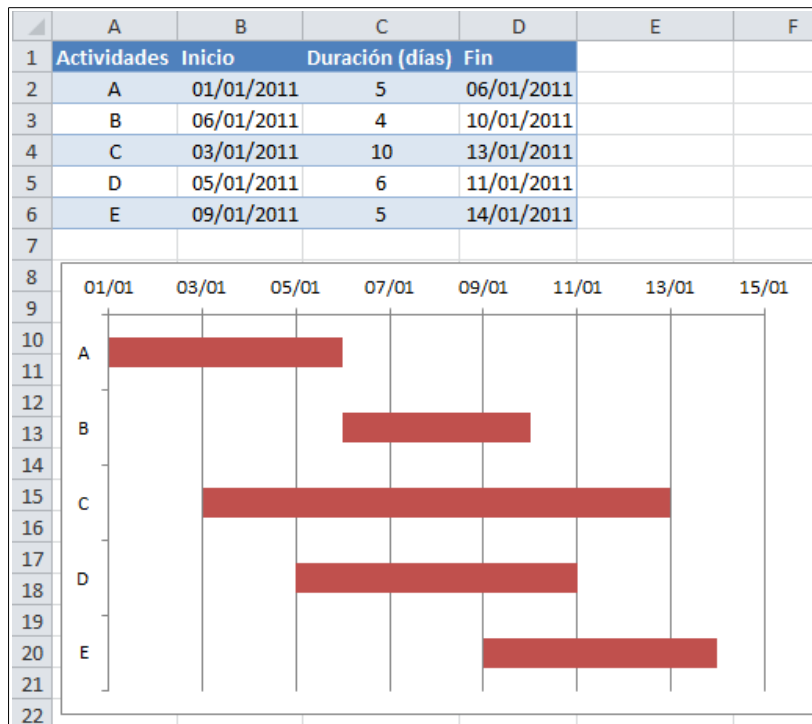 A B C D E F
1 Actividades Inicio Duración (días) Fin
2 A 01/01/2011 5 06/01/2011
3 B 06/01/2011 4 10/01/2011
4 C 03/01/2011 10 13/01/2011
5 D 05/01/2011 6 11/01/2011
6 E 09/01/2011 5 14/01/2011
7
8
01/01 03/01 05/01 07/01 09/01 11/01 13/01 15/01
9
10
A
11
12
B
13
14
15 C
16
17
D
18
19
20 E
21
22